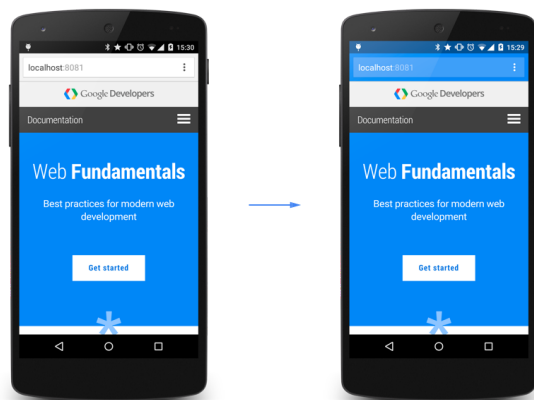 15:30
localhost:8081
Google Developers
Documentation
Web Fundamentals
Best practices for modern web
development
Get started
*
15:29
localhost:8081
Google Developers
Documentation
Web Fundamentals
Best practices for modern web
development
Get started
*